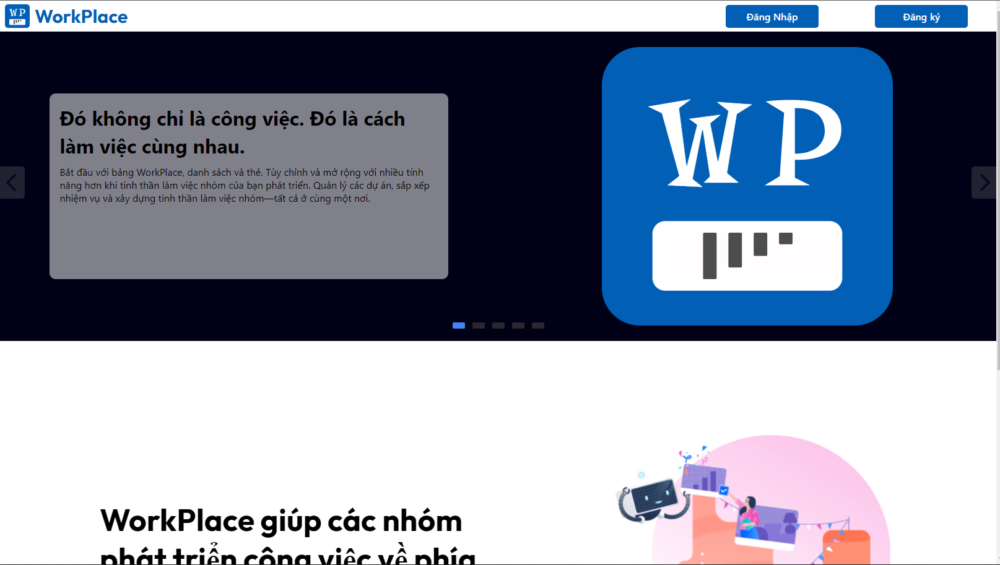 WP WorkPlace
Đăng Nhập
Đăng ký
Đó không chỉ là công việc. Đó là cách
làm việc cùng nhau.
Bắt đầu với bảng WorkPlace, danh sách và thẻ. Tùy chỉnh và mở rộng với nhiều tính
năng hơn khi tinh thần làm việc nhóm của bạn phát triển. Quản lý các dự án, sắp xếp
nhiệm vụ và xây dựng tinh thần làm việc nhóm—tất cả ở cùng một nơi.
WP
WorkPlace giúp các nhóm
phát triển công việc về phía